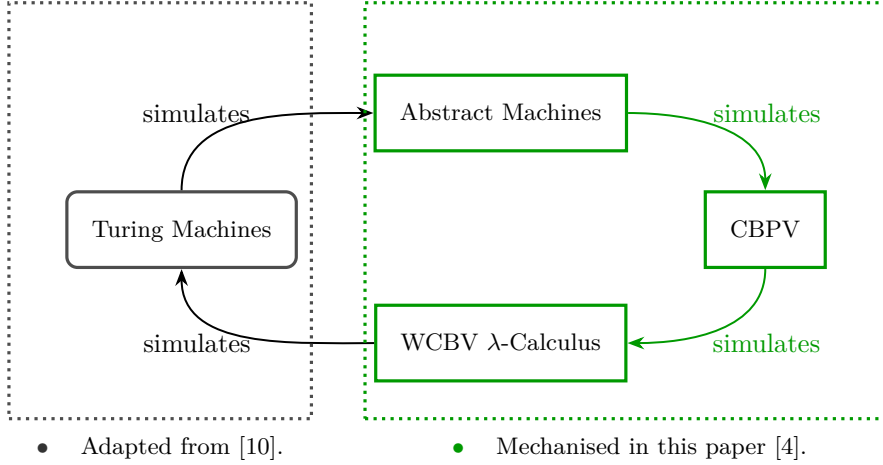 simulates
Abstract Machines
simulates
Turing Machines
CBPV
simulates
WCBV λ-Calculus
simulates
• Adapted from [10].
• Mechanised in this paper [4].